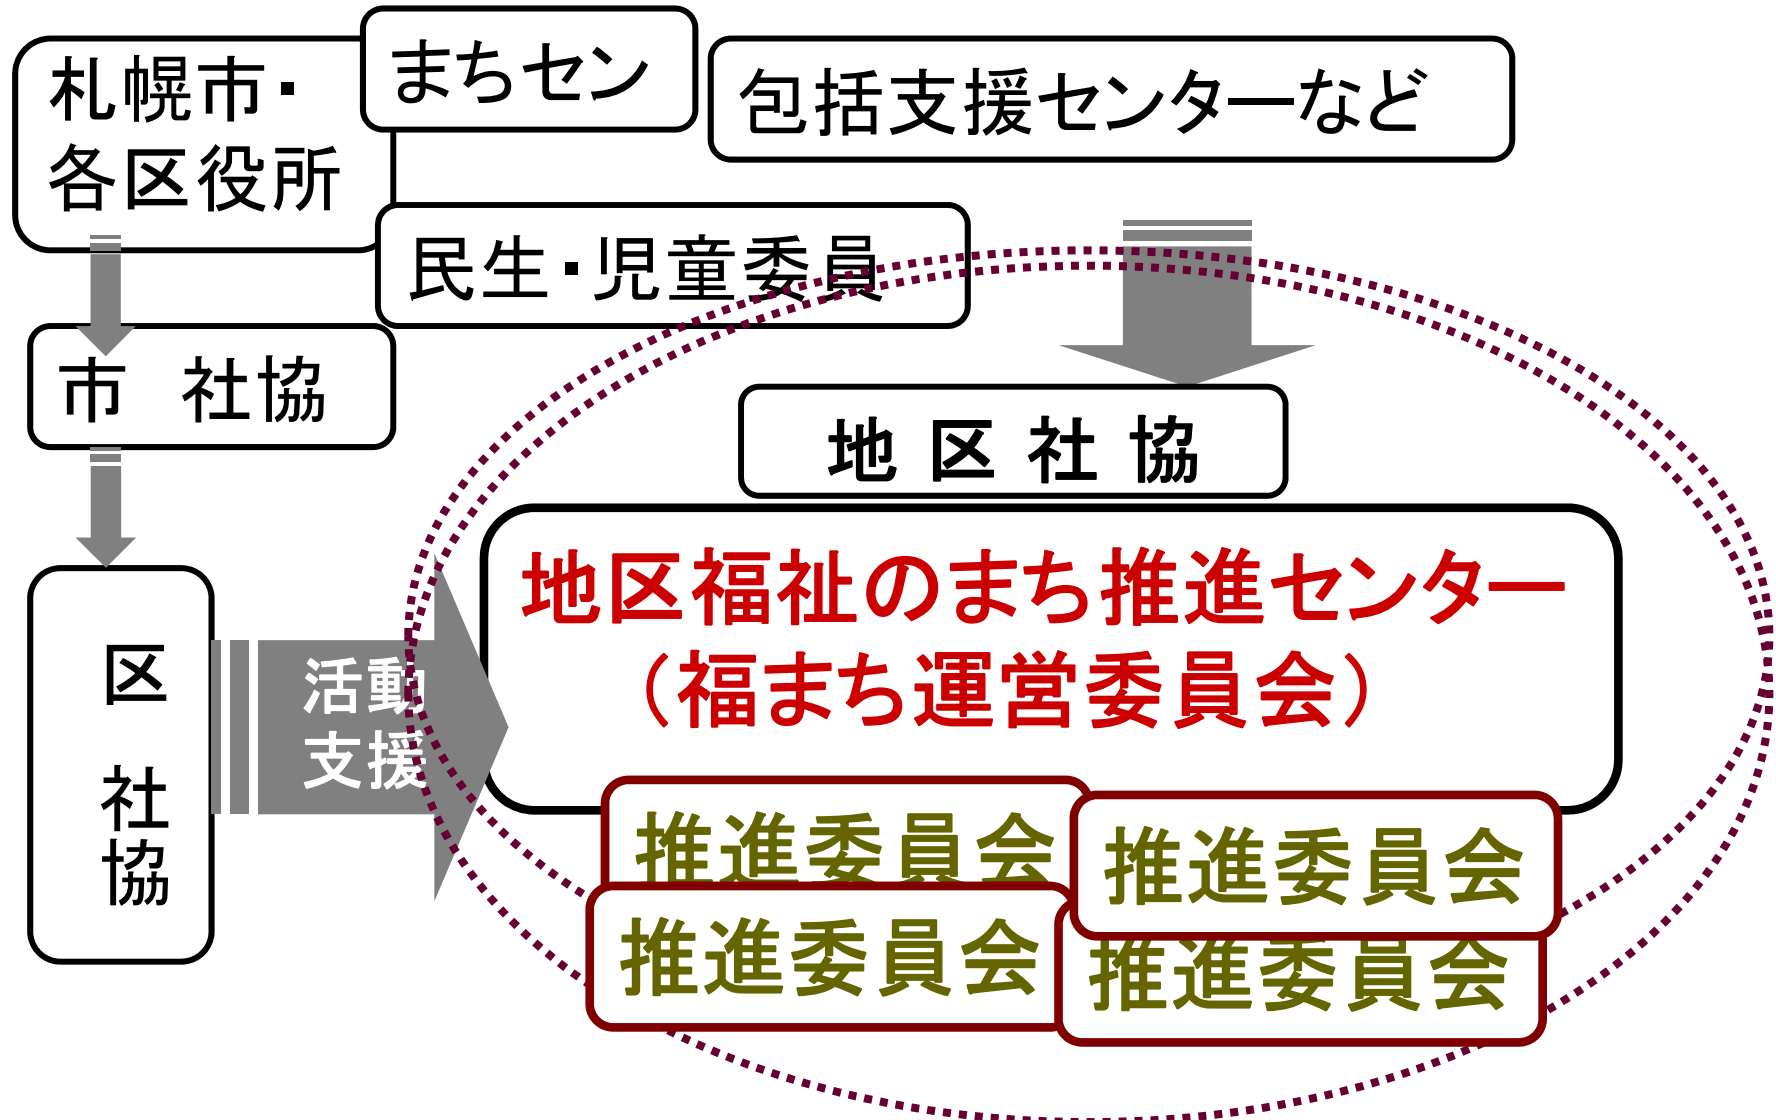 まちセン
札幌市・
各区役所
包括支援センターなど
民生・児童委員
市 社協
地区社協
地区福祉のまち推進センター
（福まち運営委員会）
活動
支援
区
社
協
推進委員会
推進委員会
推進委員会
推進委員会